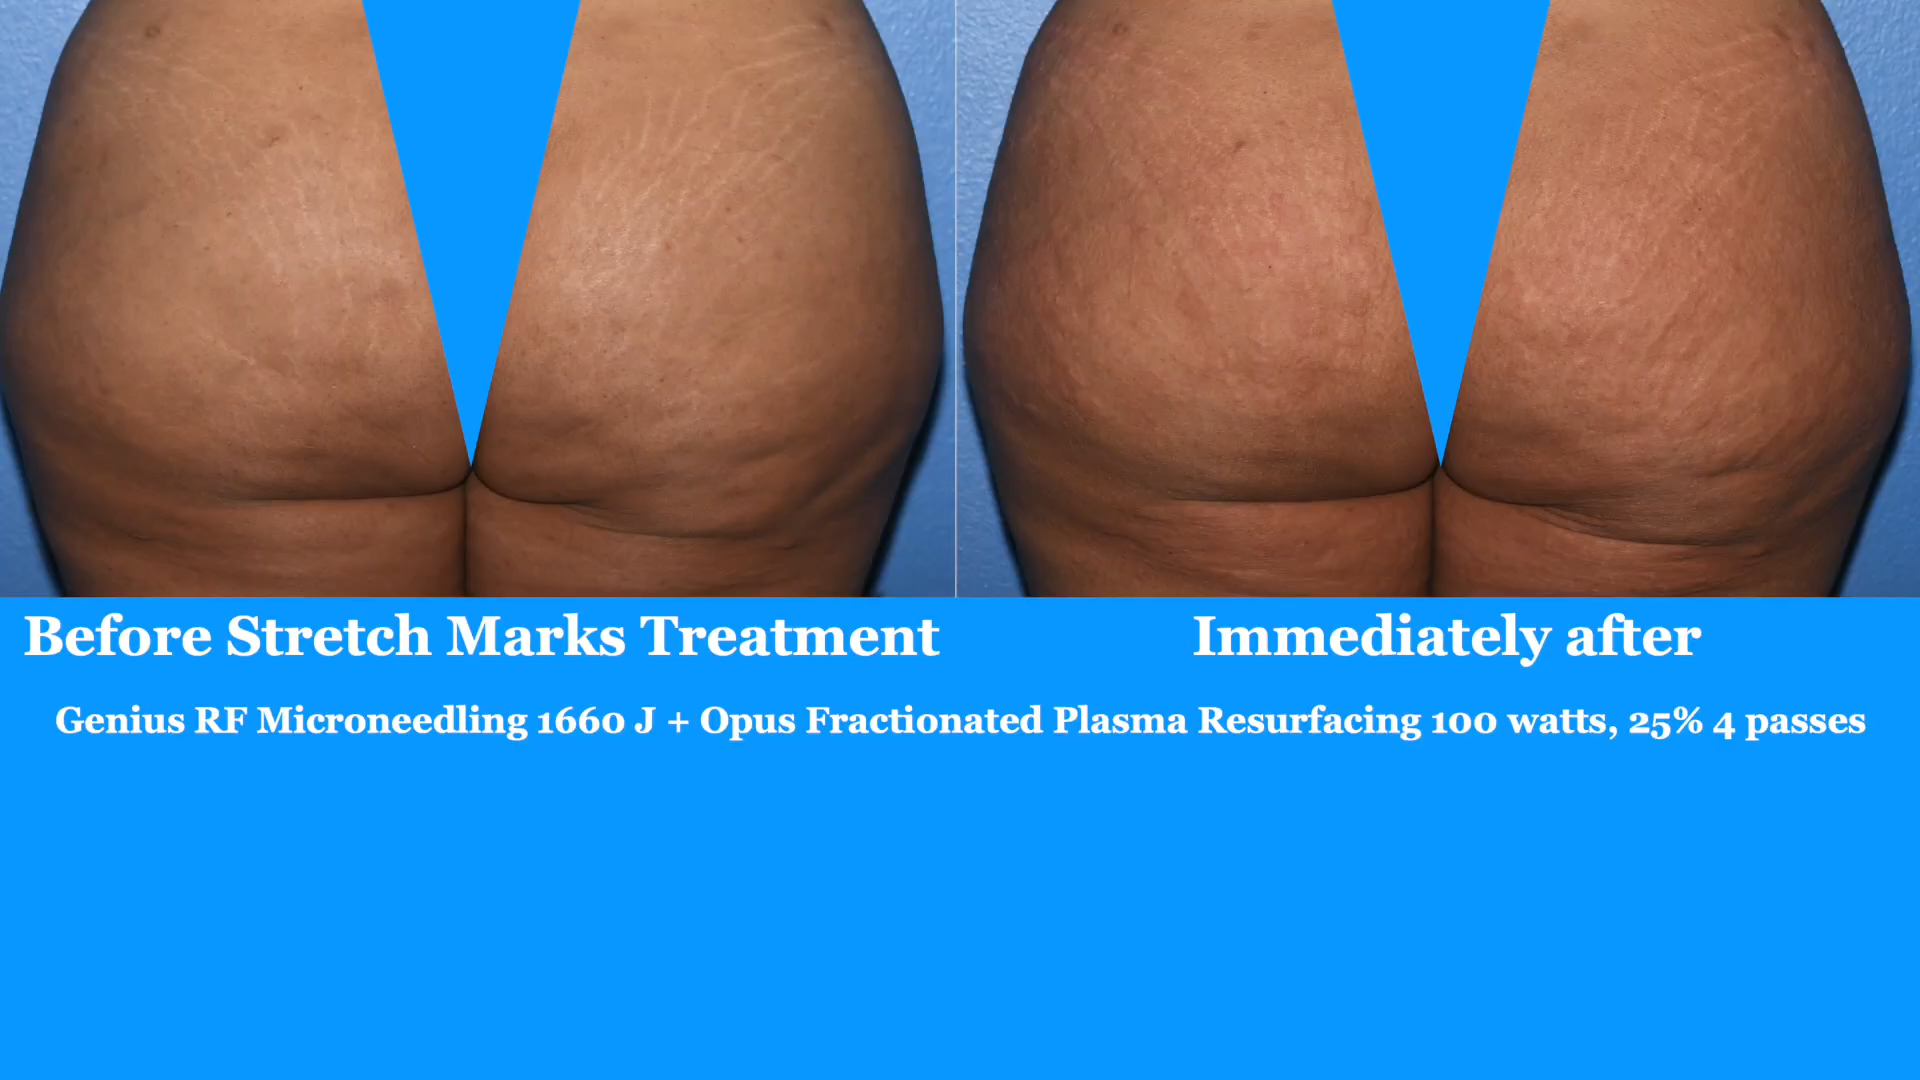 Before Stretch Marks Treatment
Immediately after
Genius RF Microneedling 1660 J + Opus Fractionated Plasma Resurfacing 100 watts, 25% 4 passes